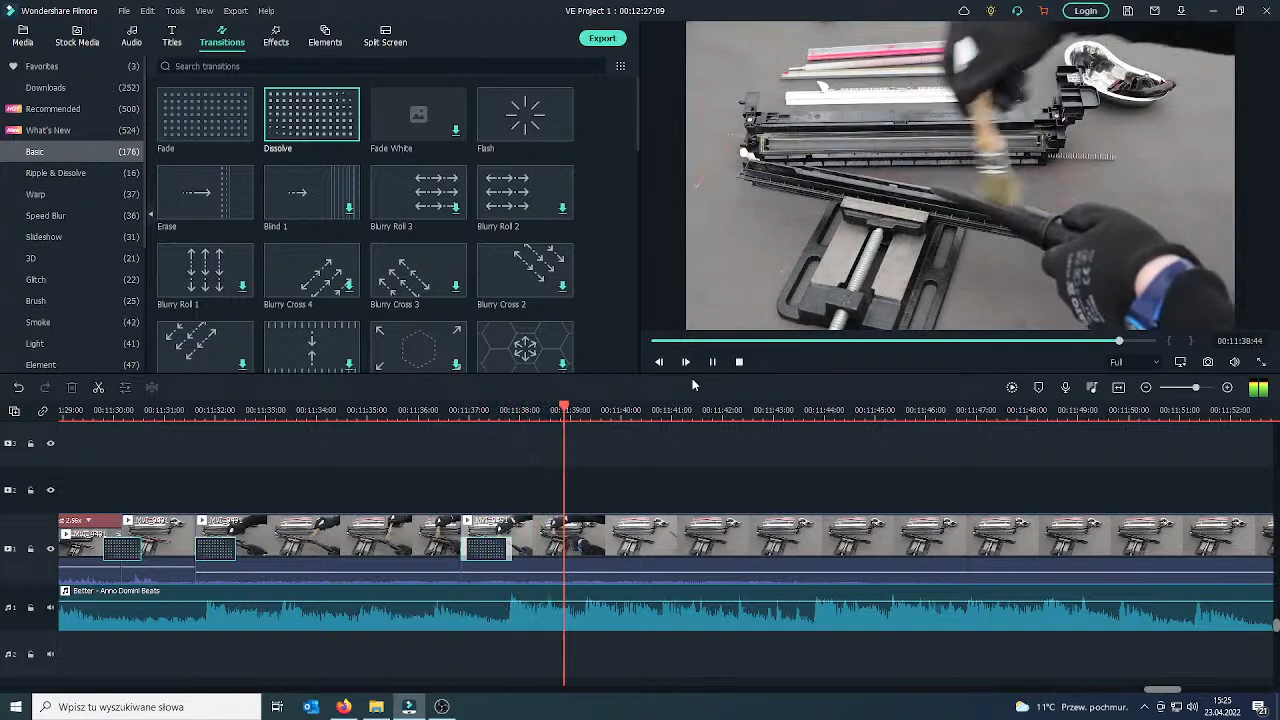 Wondershare Filmora
File Edit Tools View Export Help
VE Project 1 : 00:12:27:09
Login
Media
Stock Media
Audio
Titles
Transitions
Effects
Elements
Split Screen
Export
Favorites (3)
Search transitions
Downloads
Recommended
What's New (524)
Basic (176)
Ripple & Dissolve
Warp (37)
Speed Blur (36)
Slideshow (31)
3D (21)
Glitch (22)
Brush (25)
Smoke (42)
Light (41)
Element (47)
Fade
Dissolve
Fade White
Flash
Erase
Blind 1
Blurry Roll 3
Blurry Roll 2
Blurry Roll 1
Blurry Cross 4
Blurry Cross 3
Blurry Cross 2
00:11:38:44
Full
1:29:00 00:11:30:00 00:11:31:00 00:11:32:00 00:11:33:00 00:11:34:00 00:11:35:00 00:11:36:00 00:11:37:00 00:11:38:00 00:11:39:00 00:11:40:00 00:11:41:00 00:11:42:00 00:11:43:00 00:11:44:00 00:11:45:00 00:11:46:00 00:11:47:00 00:11:48:00 00:11:49:00 00:11:50:00 00:11:51:00 00:11:52:00
3
2
st 2.56x
1
Better - Anno Domini Beats
1
2
Wpisz tu wyszukiwane słowa
11°C Przew. pochmur.
15:25
23.04.2022